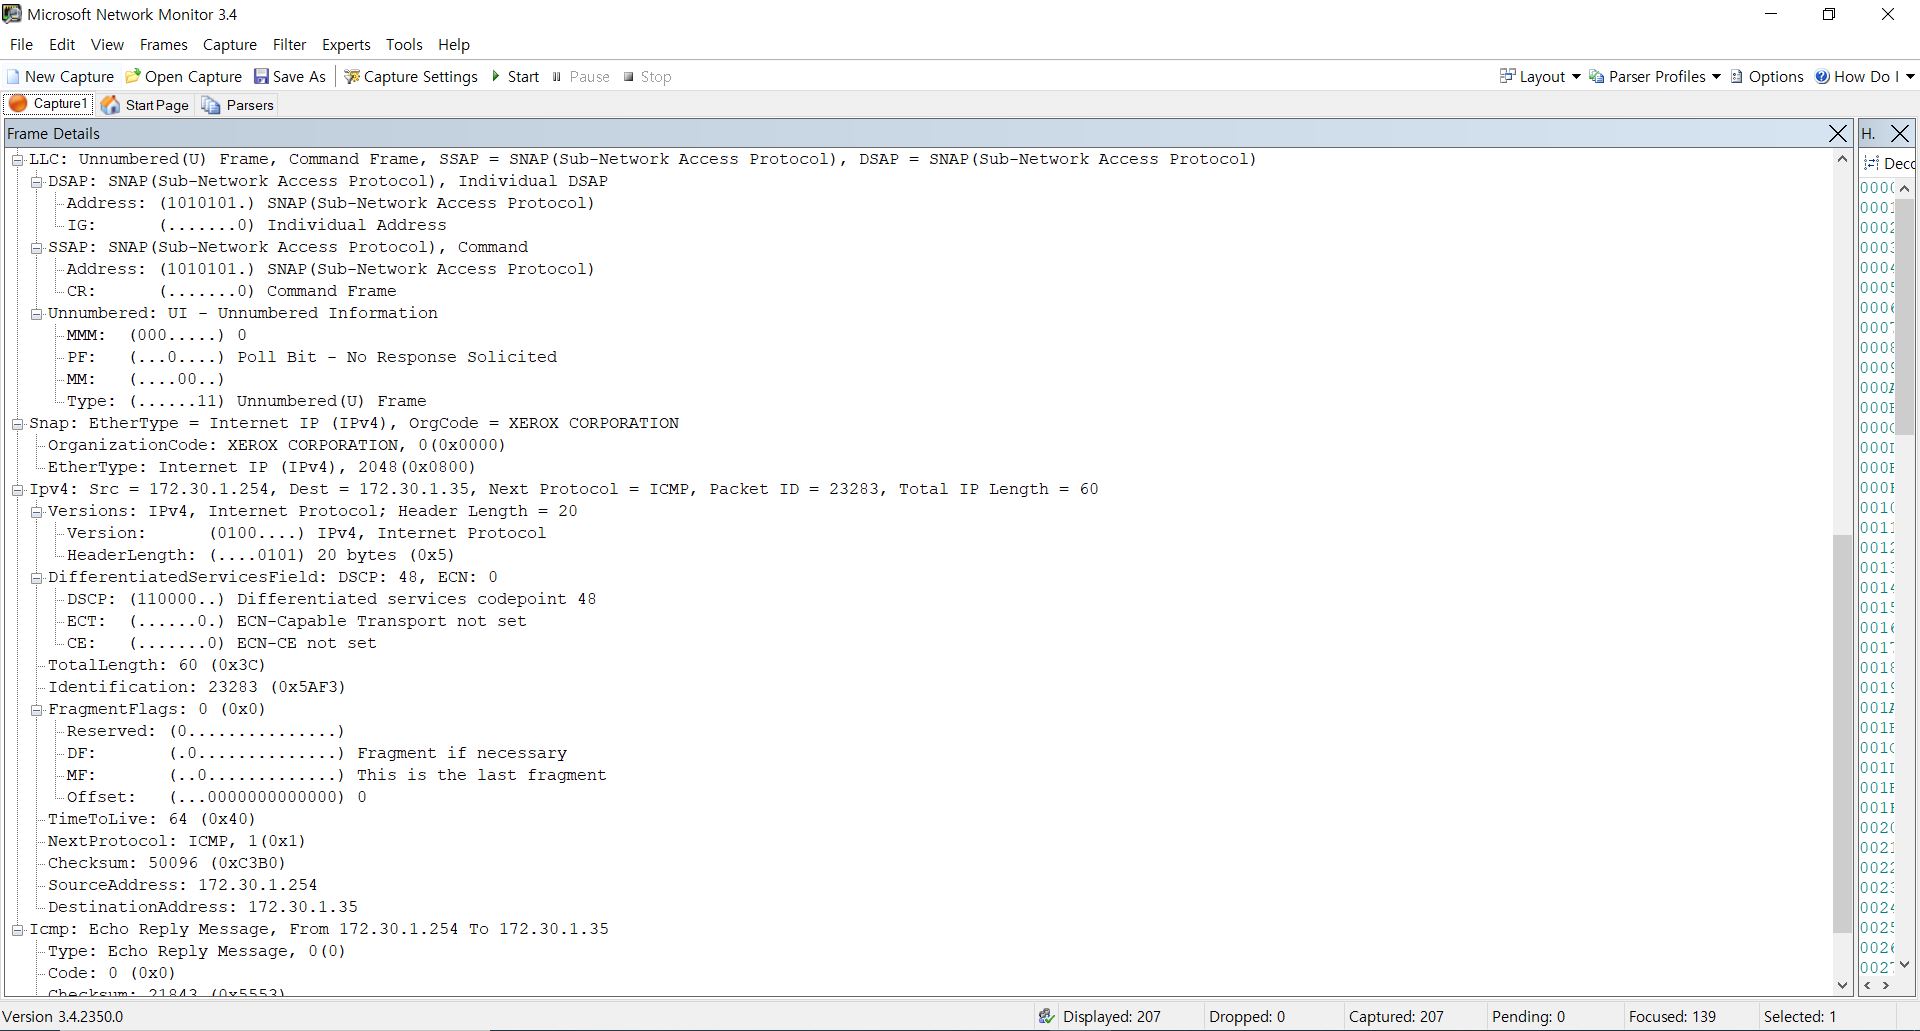 Microsoft Network Monitor 3.4
File Edit View Frames Capture Filter Experts Tools Help
New Capture Open Capture Save As Capture Settings Start Pause Stop Layout Parser Profiles Options How Do I
Capture1 Start Page Parsers
Frame Details H.
LLC: Unnumbered(U) Frame, Command Frame, SSAP = SNAP(Sub-Network Access Protocol), DSAP = SNAP(Sub-Network Access Protocol)
DSAP: SNAP(Sub-Network Access Protocol), Individual DSAP
Address: (1010101.) SNAP(Sub-Network Access Protocol)
IG: (.......0) Individual Address
SSAP: SNAP(Sub-Network Access Protocol), Command
Address: (1010101.) SNAP(Sub-Network Access Protocol)
CR: (.......0) Command Frame
Unnumbered: UI - Unnumbered Information
MMM: (000.....) 0
PF: (...0....) Poll Bit - No Response Solicited
MM: (....00..)
Type: (......11) Unnumbered(U) Frame
Snap: EtherType = Internet IP (IPv4), OrgCode = XEROX CORPORATION
OrganizationCode: XEROX CORPORATION, 0(0x0000)
EtherType: Internet IP (IPv4), 2048(0x0800)
Ipv4: Src = 172.30.1.254, Dest = 172.30.1.35, Next Protocol = ICMP, Packet ID = 23283, Total IP Length = 60
Versions: IPv4, Internet Protocol; Header Length = 20
Version: (0100....) IPv4, Internet Protocol
HeaderLength: (....0101) 20 bytes (0x5)
DifferentiatedServicesField: DSCP: 48, ECN: 0
DSCP: (110000..) Differentiated services codepoint 48
ECT: (......0.) ECN-Capable Transport not set
CE: (.......0) ECN-CE not set
TotalLength: 60 (0x3C)
Identification: 23283 (0x5AF3)
FragmentFlags: 0 (0x0)
Reserved: (0...............)
DF: (.0..............) Fragment if necessary
MF: (..0.............) This is the last fragment
Offset: (...0000000000000) 0
TimeToLive: 64 (0x40)
NextProtocol: ICMP, 1(0x1)
Checksum: 50096 (0xC3B0)
SourceAddress: 172.30.1.254
DestinationAddress: 172.30.1.35
Icmp: Echo Reply Message, From 172.30.1.254 To 172.30.1.35
Type: Echo Reply Message, 0(0)
Code: 0 (0x0)
Checksum: 21843 (0x5553)
Deco
Version 3.4.2350.0 Displayed: 207 Dropped: 0 Captured: 207 Pending: 0 Focused: 139 Selected: 1